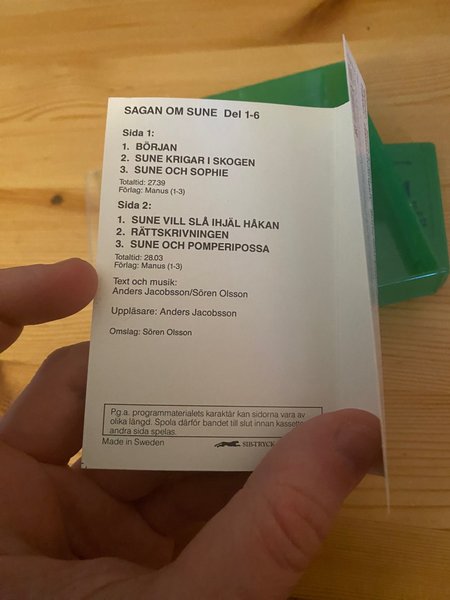 SAGAN OM SUNE Del 1-6
Sida 1:
1. BÖRJAN
2. SUNE KRIGAR I SKOGEN
3. SUNE OCH SOPHIE
Totaltid: 27.39
Förlag: Manus (1-3)
Sida 2:
1. SUNE VILL SLÅ IHJÄL HÅKAN
2. RÄTTSKRIVNINGEN
3. SUNE OCH POMPERIPOSSA
Totaltid: 28.03
Förlag: Manus (1-3)
Text och musik:
Anders Jacobsson/Sören Olsson
Uppläsare: Anders Jacobsson
Omslag: Sören Olsson
P.g.a. programmaterialets karaktär kan sidorna vara av
olika längd. Spola därför bandet till slut innan kassette
andra sida spelas.
Made in Sweden
SIBTRYCK